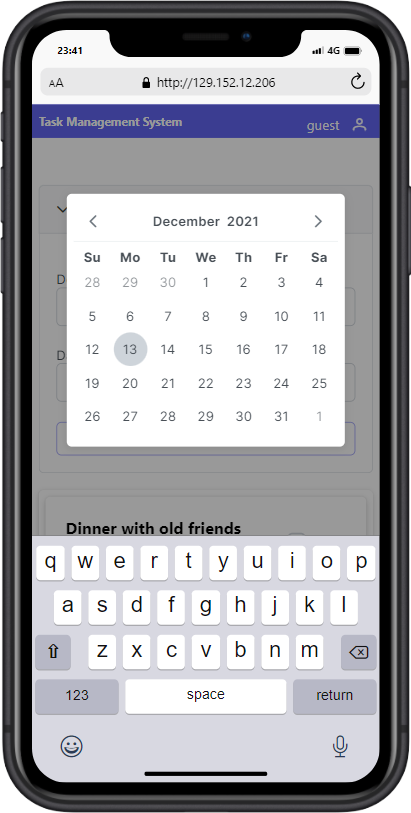 23:41
4G
AA
http://129.152.12.206
Task Management System
guest
December 2021
Su Mo Tu We Th Fr Sa
28 29 30 1 2 3 4
5 6 7 8 9 10 11
12 13 14 15 16 17 18
19 20 21 22 23 24 25
26 27 28 29 30 31 1
D
D
Dinner with old friends
q w e r t y u i o p
a s d f g h j k l
z x c v b n m
123 space return